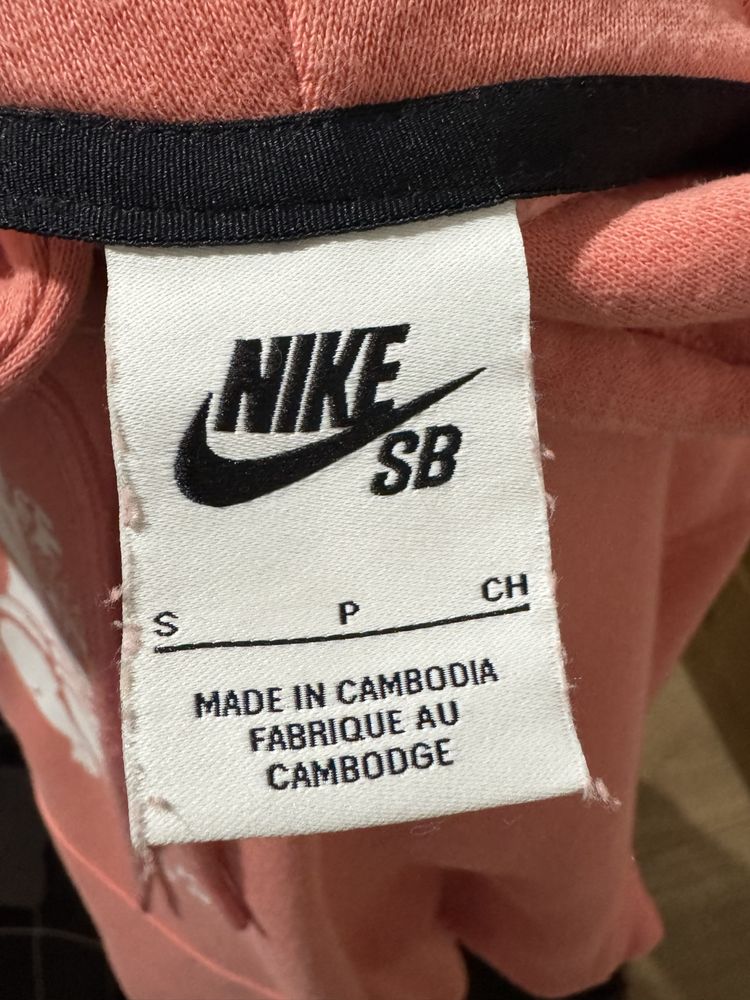 NIKE
SB
S P CH
MADE IN CAMBODIA
FABRIQUE AU
CAMBODGE